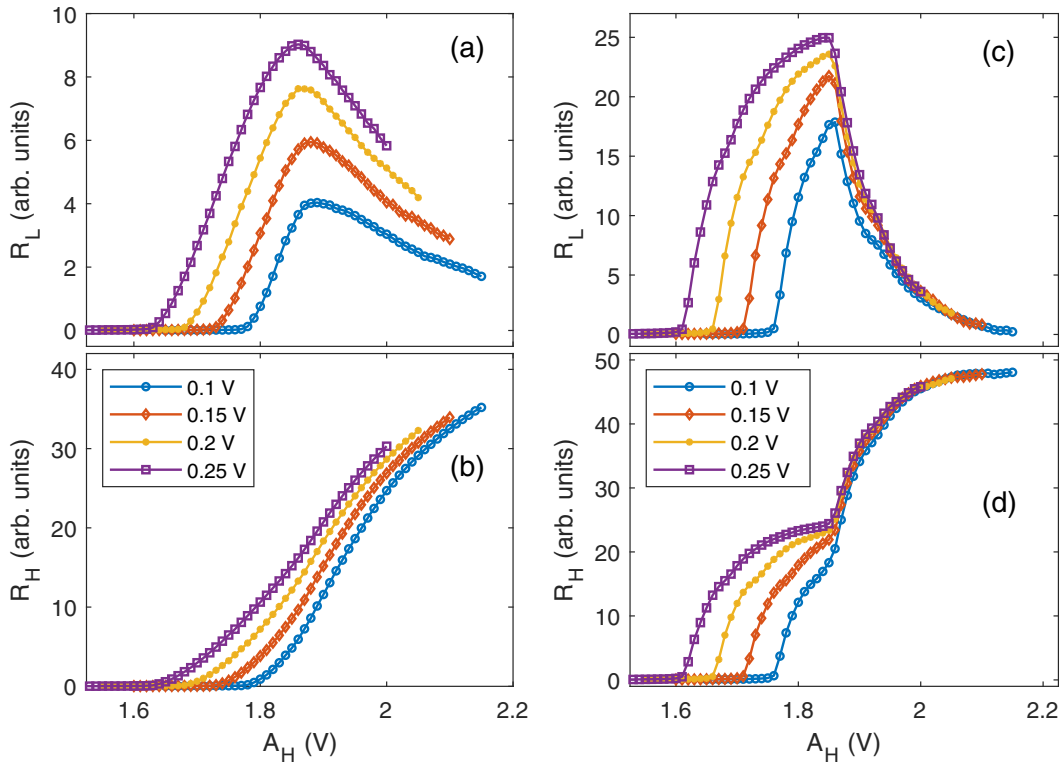 10
8
6
4
2
0
R_L (arb. units)
(a)
25
20
15
10
5
0
R_L (arb. units)
(c)
40
30
20
10
0
R_H (arb. units)
0.1 V
0.15 V
0.2 V
0.25 V
(b)
1.6
1.8
2
2.2
A_H (V)
50
40
30
20
10
0
R_H (arb. units)
0.1 V
0.15 V
0.2 V
0.25 V
(d)
1.6
1.8
2
2.2
A_H (V)